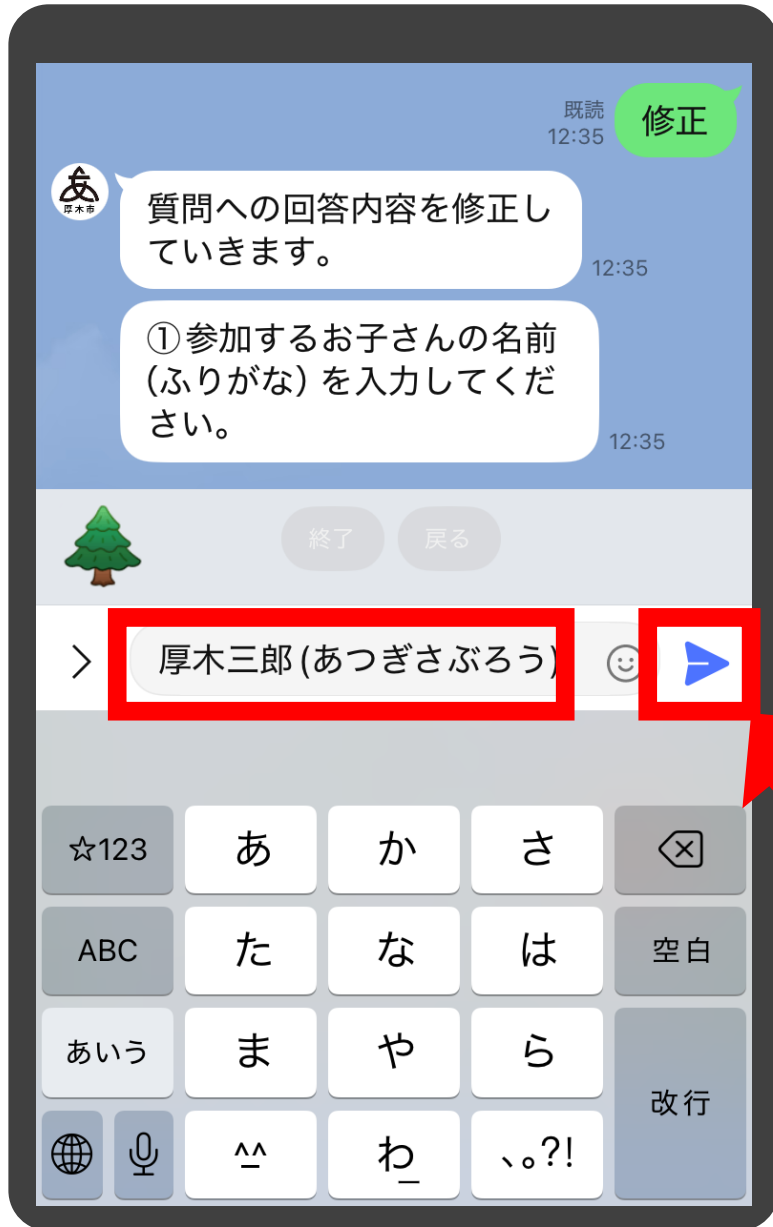 既読
12:35
修正
厚木市
質問への回答内容を修正し
ていきます。
12:35
①参加するお子さんの名前
(ふりがな)を入力してくだ
さい。
12:35
終了
戻る
厚木三郎(あつぎさぶろう)
☆123
あ
か
さ
ABC
た
な
は
空白
あいう
ま
や
ら
改行
^^
わ
、。?!